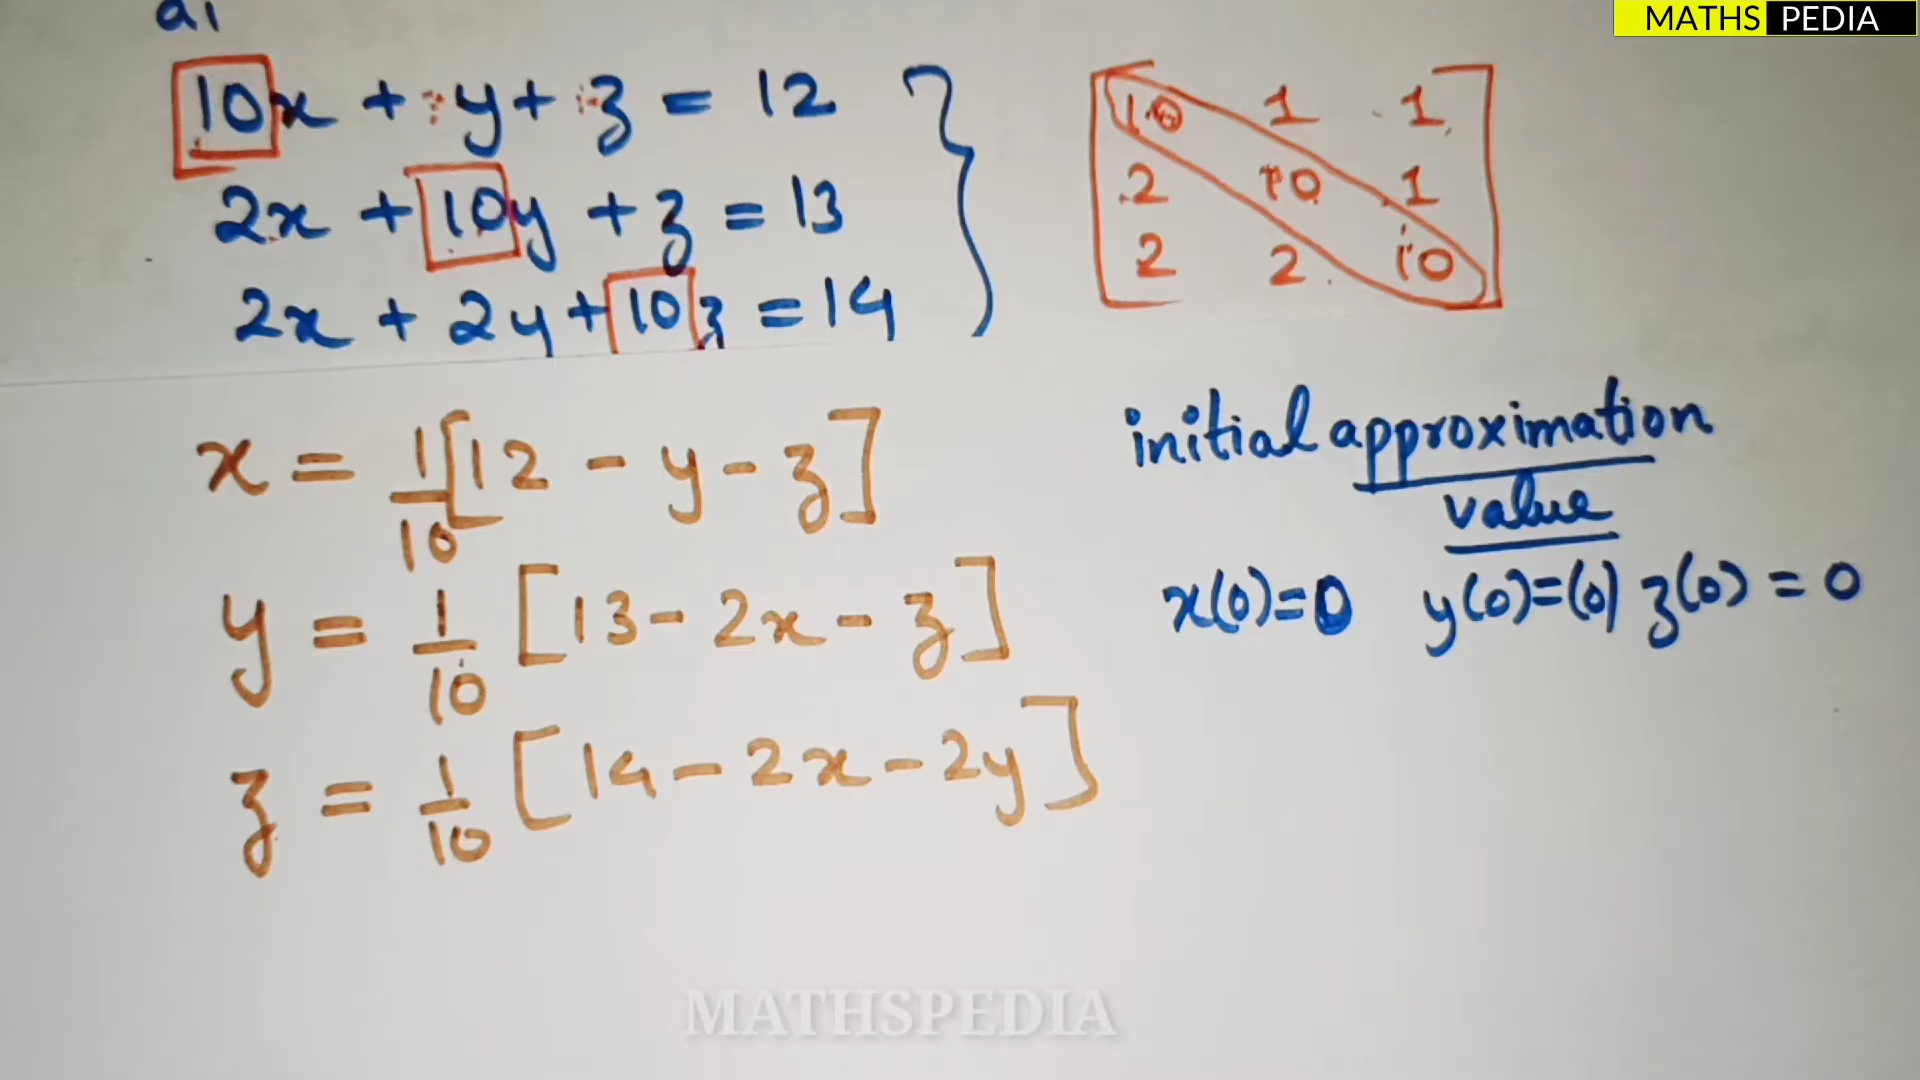 MATHS PEDIA
a1
10x + y + z = 12
2x + 10y + z = 13
2x + 2y + 10z = 14
10 1 1
2 10 1
2 2 10
x = 1/10 [12 - y - z]
y = 1/10 [13 - 2x - z]
z = 1/10 [14 - 2x - 2y]
initial approximation
value
x(0)=0 y(0)=(0) z(0) = 0
MATHSPEDIA